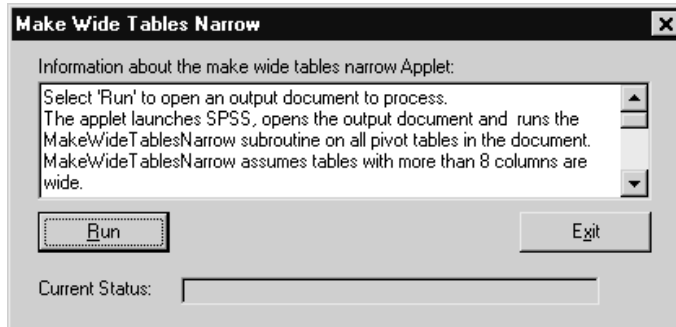 Make Wide Tables Narrow
Information about the make wide tables narrow Applet:
Select 'Run' to open an output document to process.
The applet launches SPSS, opens the output document and  runs the
MakeWideTablesNarrow subroutine on all pivot tables in the document.
MakeWideTablesNarrow assumes tables with more than 8 columns are
wide.
Run
Exit
Current Status: